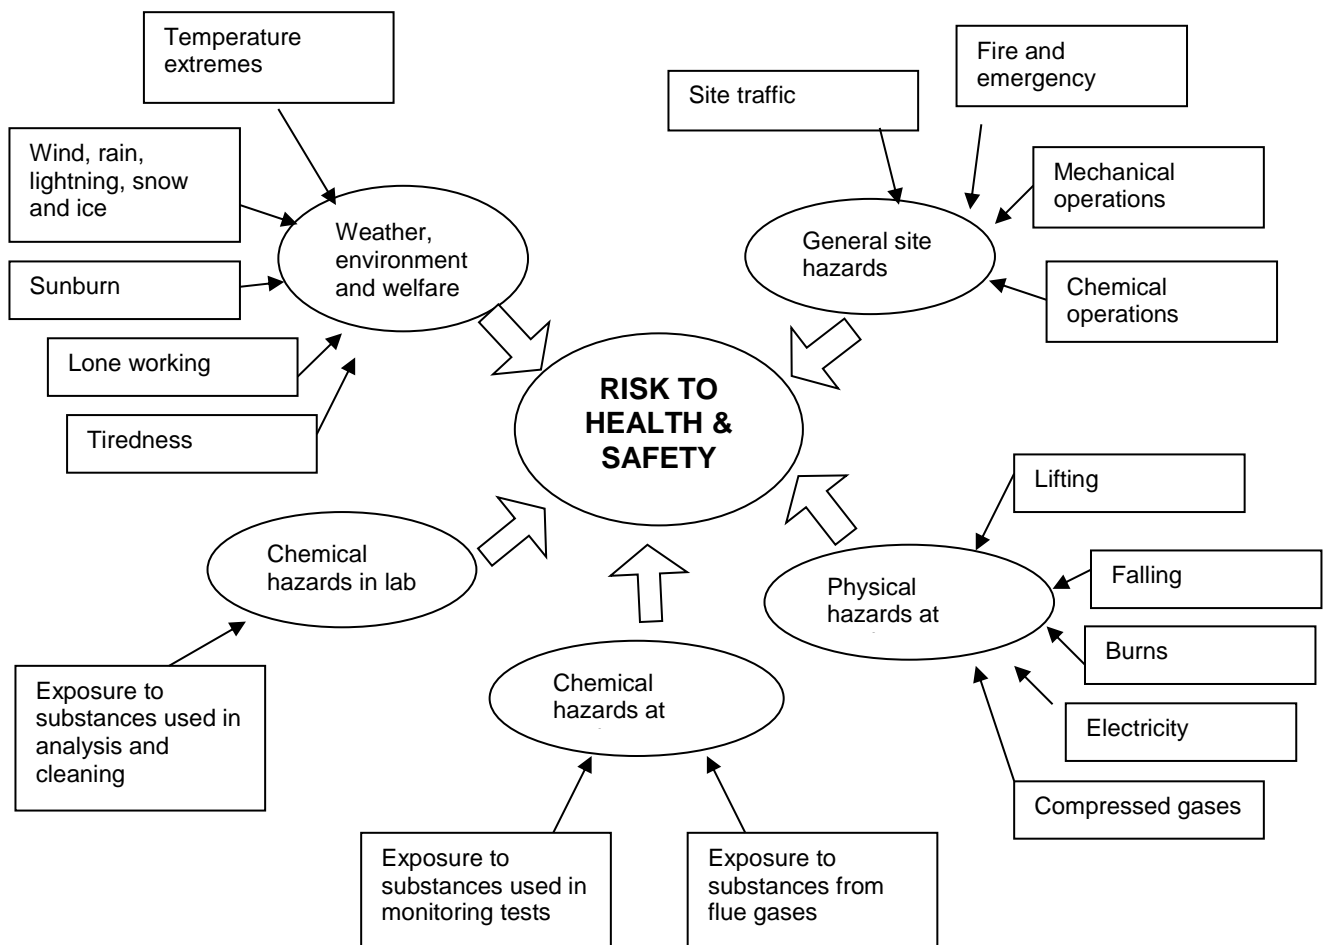 Temperature
extremes
Fire and
emergency
Site traffic
Wind, rain,
lightning, snow
and ice
Mechanical
operations
Weather,
environment
and welfare
General site
hazards
Sunburn
Chemical
operations
Lone working
RISK TO
HEALTH &
SAFETY
Tiredness
Lifting
Chemical
hazards in lab
Physical
hazards at
Falling
Burns
Exposure to
substances used in
analysis and
cleaning
Chemical
hazards at
Electricity
Compressed gases
Exposure to
substances used in
monitoring tests
Exposure to
substances from
flue gases